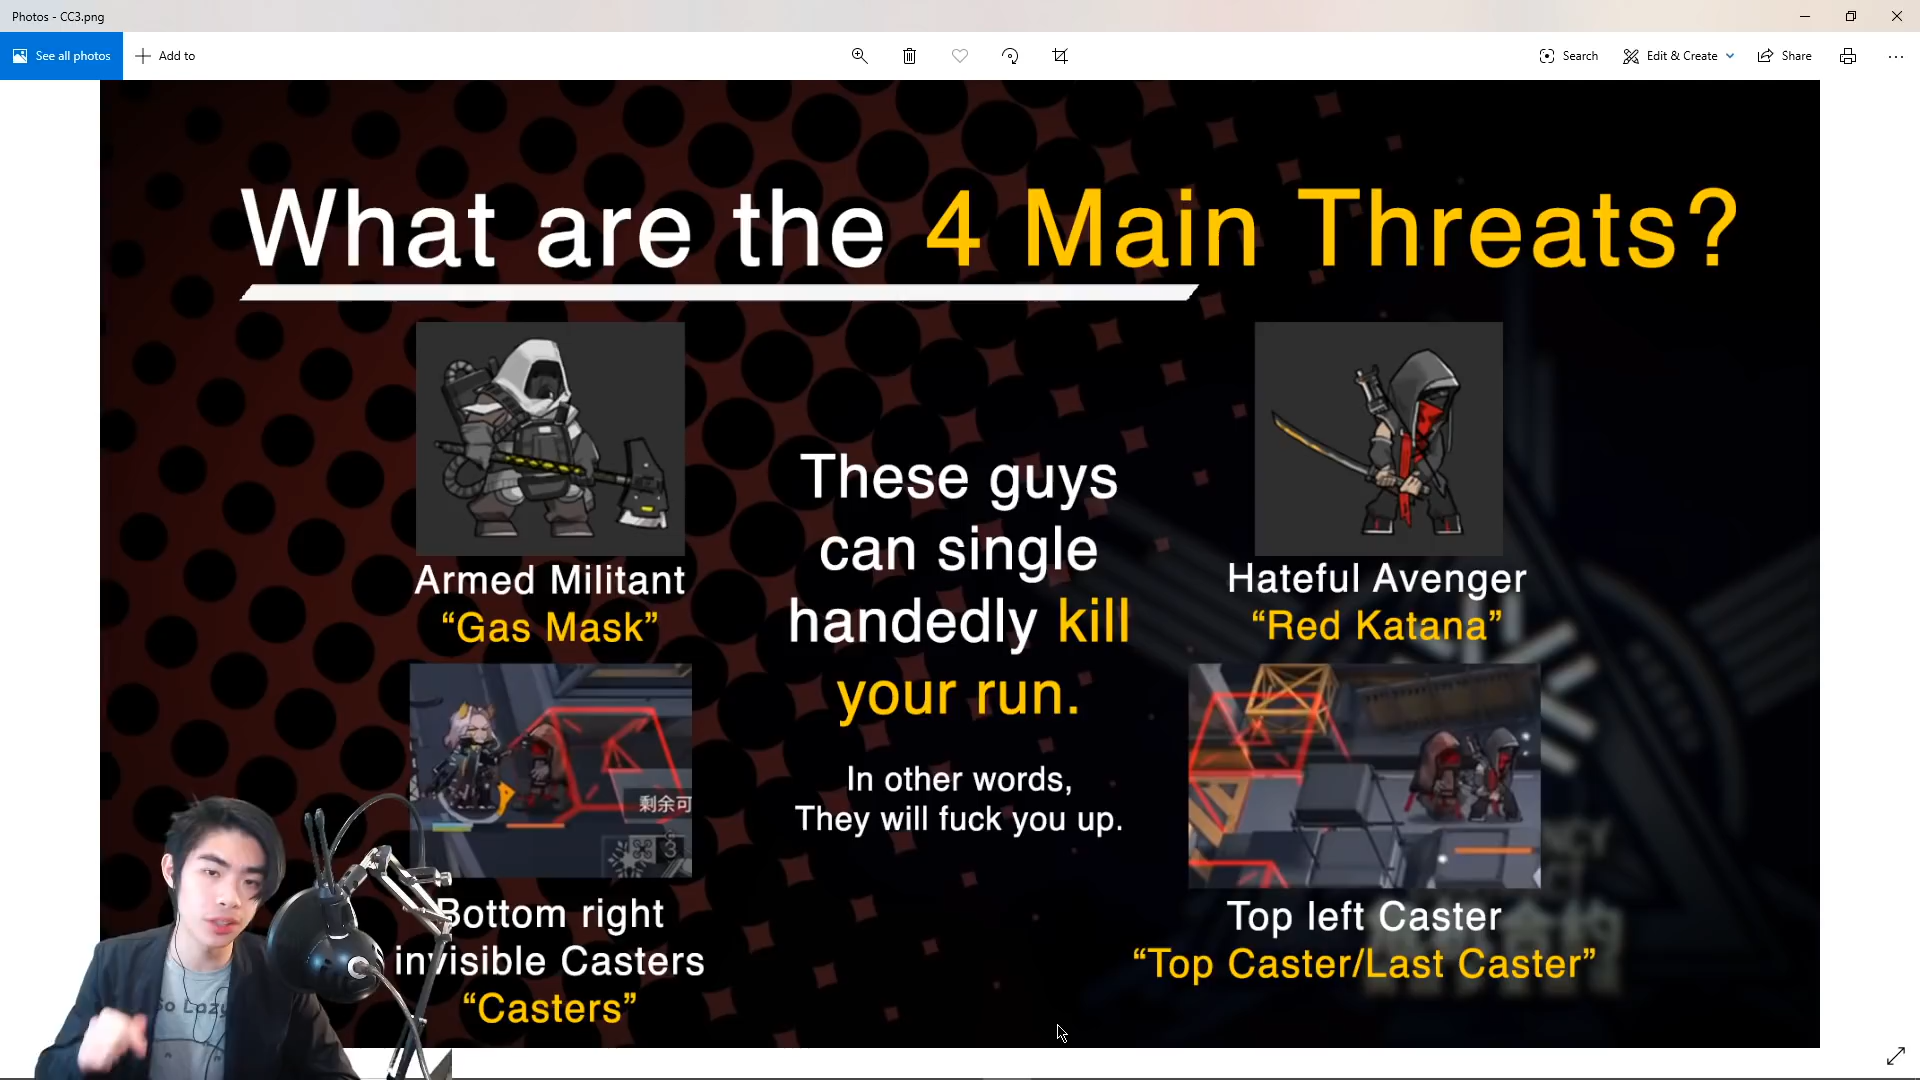 Photos - CC3.png
See all photos
Add to
Search
Edit & Create
Share
What are the 4 Main Threats?
Armed Militant
“Gas Mask”
These guys
can single
handedly kill
your run.
In other words,
They will fuck you up.
Hateful Avenger
“Red Katana”
剩余可
3
Bottom right
invisible Casters
“Casters”
Top left Caster
“Top Caster/Last Caster”
So Lazy